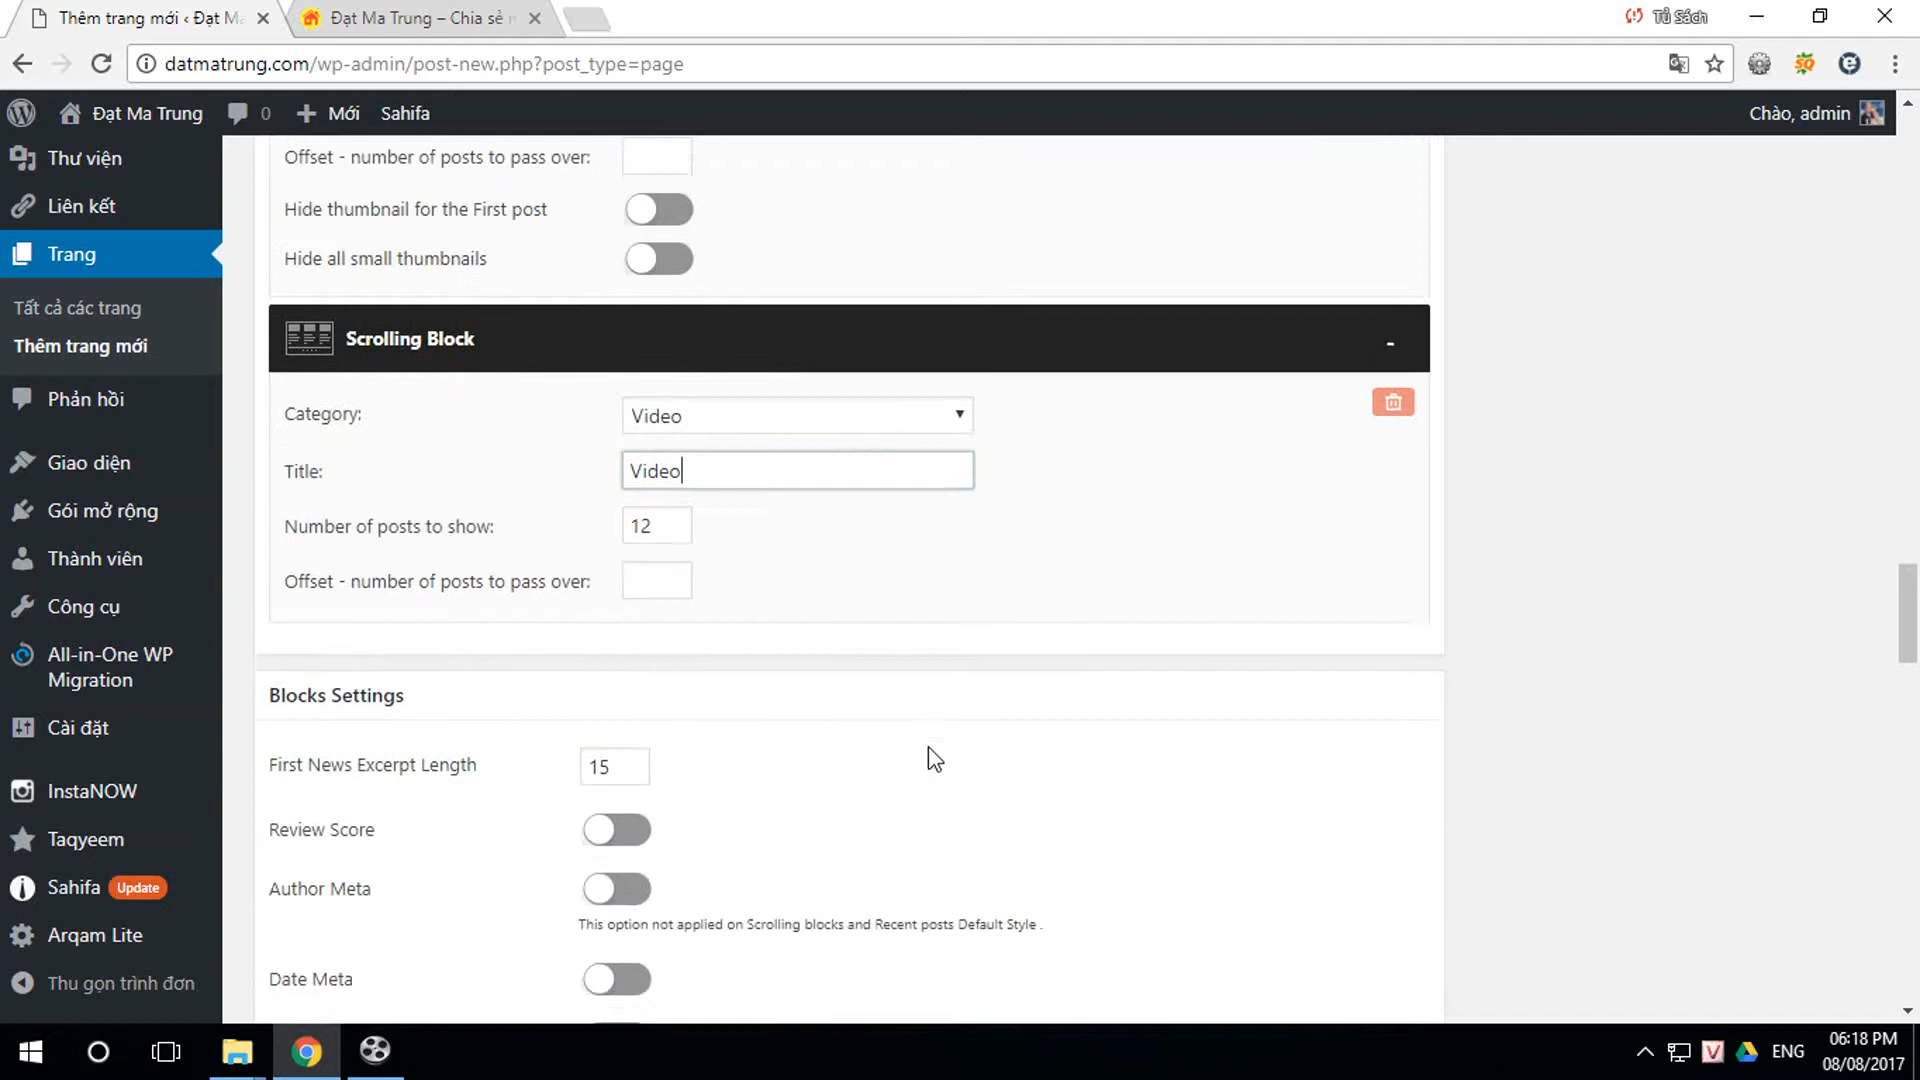 Thêm trang mới ‹ Đạt Ma
Đạt Ma Trung – Chia sẻ
Tủ Sách
datmatrung.com/wp-admin/post-new.php?post_type=page
Đạt Ma Trung
0
Mới
Sahifa
Chào, admin
Thư viện
Liên kết
Trang
Tất cả các trang
Thêm trang mới
Phản hồi
Giao diện
Gói mở rộng
Thành viên
Công cụ
All-in-One WP
Migration
Cài đặt
InstaNOW
Taqyeem
Sahifa Update
Arqam Lite
Thu gọn trình đơn
Offset - number of posts to pass over:
Hide thumbnail for the First post
Hide all small thumbnails
Scrolling Block
-
Category: Video
Title: Video
Number of posts to show: 12
Offset - number of posts to pass over:
Blocks Settings
First News Excerpt Length 15
Review Score
Author Meta
This option not applied on Scrolling blocks and Recent posts Default Style .
Date Meta
ENG
06:18 PM
08/08/2017